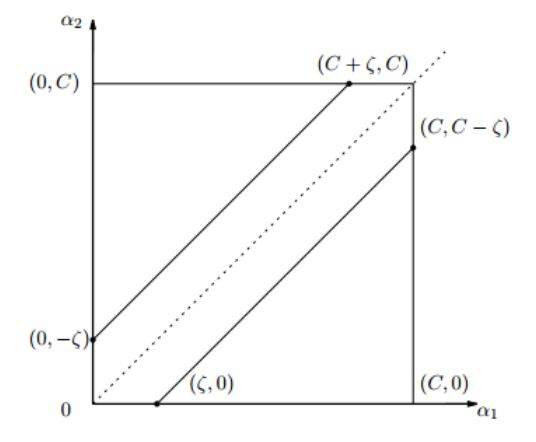 α₂
(C + ζ, C)
(0, C)
(C, C − ζ)
(0, −ζ)
(ζ, 0)
(C, 0)
0
α₁